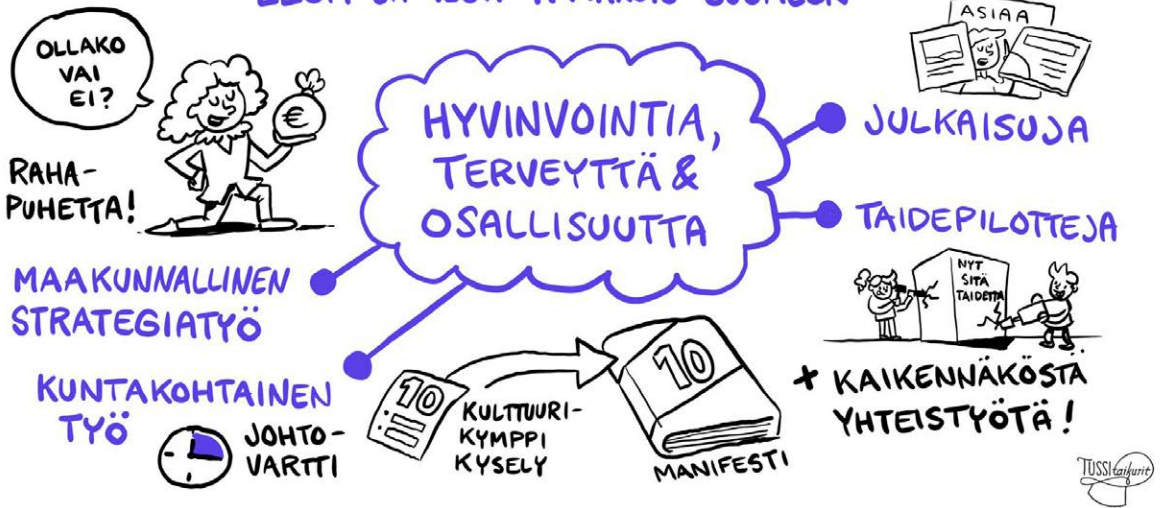 OLLAKO
VAI
EI?
RAHA-
PUHETTA!
HYVINVOINTIA,
TERVEYTTÄ &
OSALLISUUTTA
ASIAA
JULKAISUJA
TAIDEPILOTTEJA
NYT
SITÄ
TAIDETTA
+ KAIKENNÄKÖSTÄ
YHTEISTYÖTÄ!
MAAKUNNALLINEN
STRATEGIATYÖ
KUNTAKOHTAINEN
TYÖ
JOHTO-
VARTTI
10
KULTTUURI-
KYMPPI
KYSELY
10
MANIFESTI
TUSSItaikurit